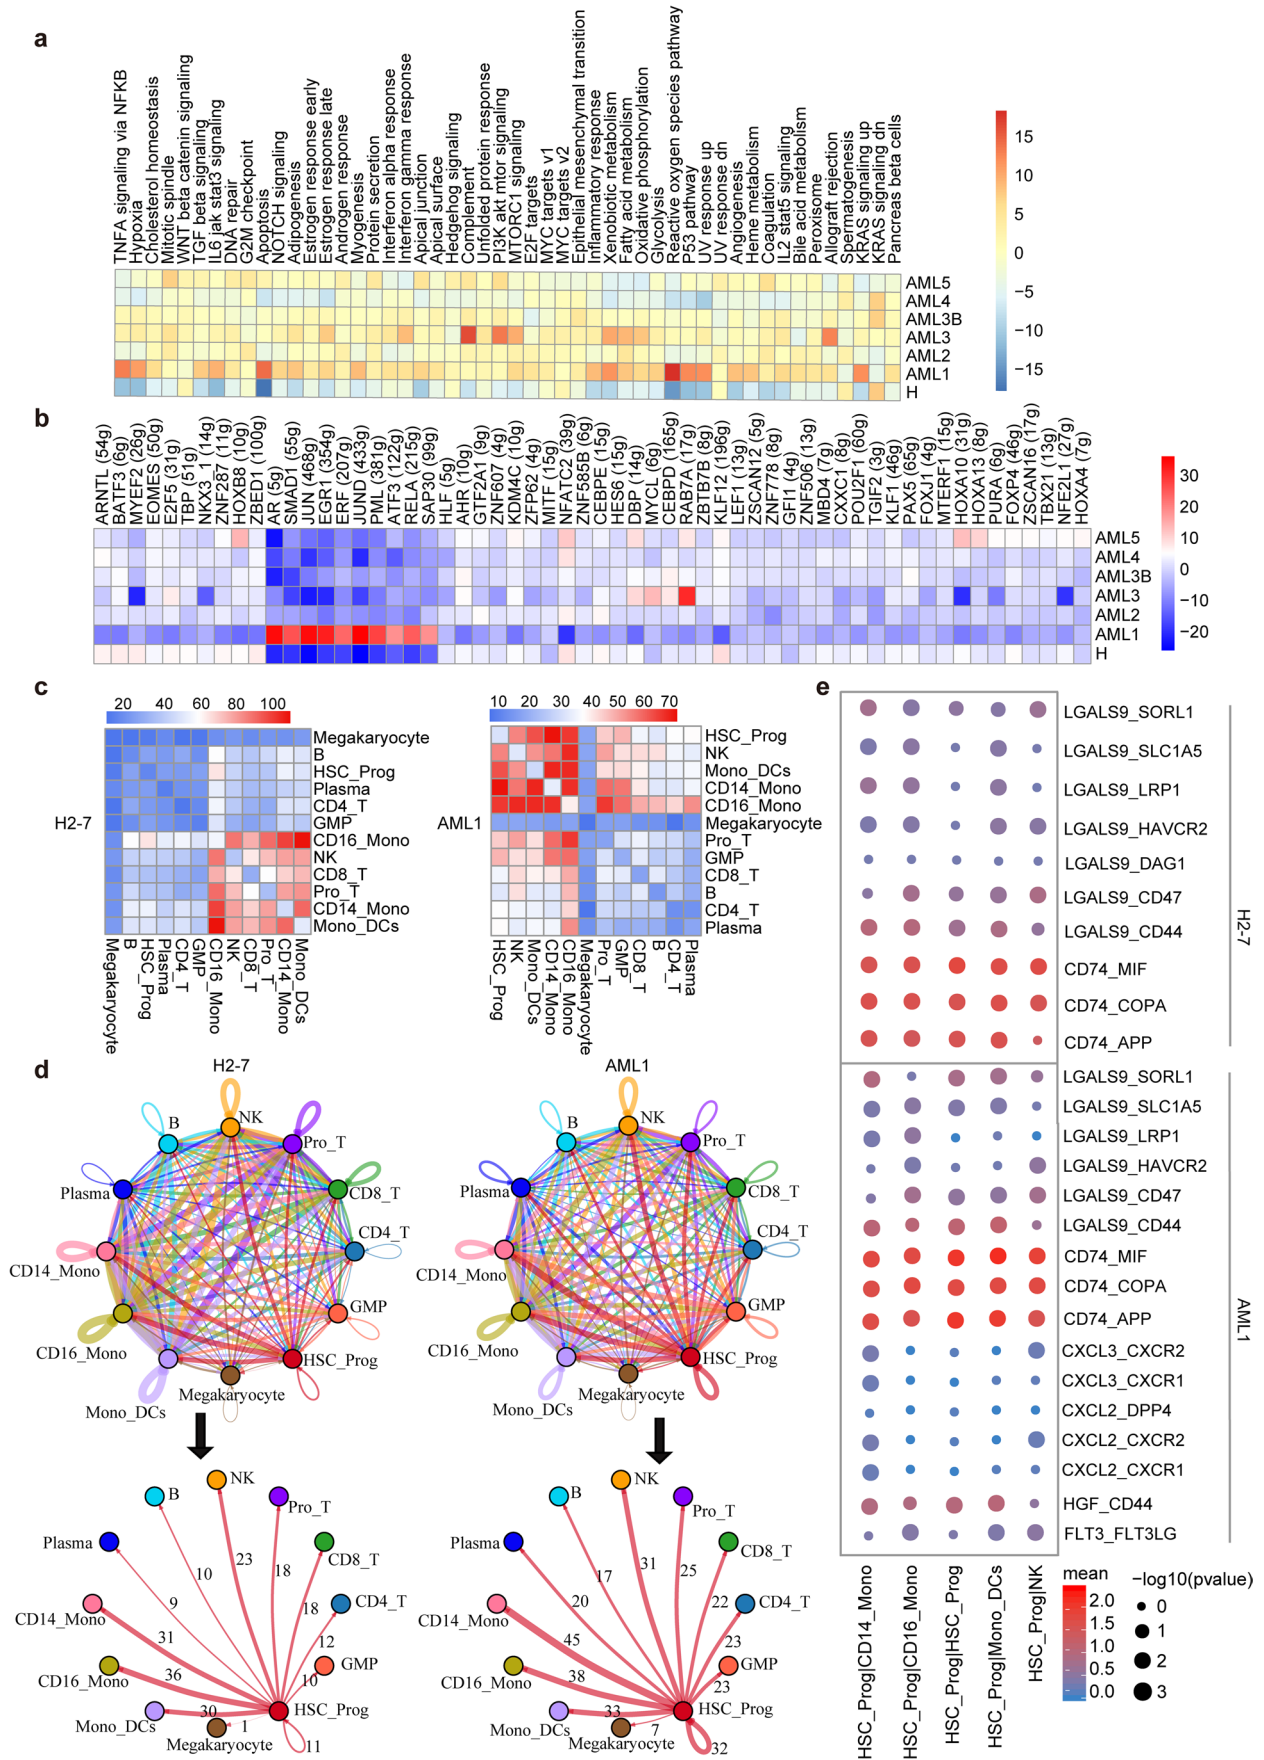 a
TNFA signaling via NFKB
Hypoxia
Cholesterol homeostasis
Mitotic spindle
WNT beta catenin signaling
TGF beta signaling
IL6 jak stat3 signaling
DNA repair
G2M checkpoint
Apoptosis
NOTCH signaling
Adipogenesis
Estrogen response early
Estrogen response late
Androgen response
Myogenesis
Protein secretion
Interferon alpha response
Interferon gamma response
Apical junction
Apical surface
Hedgehog signaling
Complement
Unfolded protein response
PI3K akt mtor signaling
MTORC1 signaling
E2F targets
MYC targets v1
MYC targets v2
Epithelial mesenchymal transition
Inflammatory response
Xenobiotic metabolism
Fatty acid metabolism
Oxidative phosphorylation
Glycolysis
Reactive oxygen species pathway
P53 pathway
UV response up
UV response dn
Angiogenesis
Heme metabolism
Coagulation
IL2 stat5 signaling
Bile acid metabolism
Peroxisome
Allograft rejection
Spermatogenesis
KRAS signaling up
KRAS signaling dn
Pancreas beta cells
AML5
AML4
AML3B
AML3
AML2
AML1
H
15
10
5
0
−5
−10
−15
b
ARNTL (54g)
BATF3 (6g)
MYEF2 (26g)
EOMES (50g)
E2F5 (31g)
TBP (51g)
NKX3_1 (14g)
ZNF287 (11g)
HOXB8 (10g)
ZBED1 (100g)
AR (5g)
SMAD1 (55g)
JUN (468g)
EGR1 (354g)
ERF (207g)
JUND (433g)
PML (381g)
ATF3 (122g)
RELA (215g)
SAP30 (99g)
HLF (5g)
AHR (10g)
GTF2A1 (9g)
ZNF607 (4g)
KDM4C (10g)
ZFP62 (4g)
MITF (15g)
NFATC2 (39g)
ZNF585B (6g)
CEBPE (15g)
HES6 (15g)
DBP (14g)
MYCL (6g)
CEBPD (165g)
RAB7A (17g)
ZBTB7B (8g)
KLF12 (196g)
LEF1 (13g)
ZSCAN12 (5g)
ZNF778 (8g)
GFI1 (4g)
ZNF506 (13g)
MBD4 (7g)
CXXC1 (8g)
POU2F1 (60g)
TGIF2 (3g)
KLF1 (46g)
PAX5 (65g)
FOXJ1 (4g)
MTERF1 (15g)
HOXA10 (31g)
HOXA13 (8g)
PURA (6g)
FOXP4 (46g)
ZSCAN16 (17g)
TBX21 (13g)
NFE2L1 (27g)
HOXA4 (7g)
AML5
AML4
AML3B
AML3
AML2
AML1
H
30
20
10
0
−10
−20
c
20 40 60 80 100
H2-7
Megakaryocyte
B
HSC_Prog
Plasma
CD4_T
GMP
CD16_Mono
NK
CD8_T
Pro_T
CD14_Mono
Mono_DCs
Megakaryocyte
B
HSC_Prog
Plasma
CD4_T
GMP
CD16_Mono
NK
CD8_T
Pro_T
CD14_Mono
Mono_DCs
10 20 30 40 50 60 70
AML1
HSC_Prog
NK
Mono_DCs
CD14_Mono
CD16_Mono
Megakaryocyte
Pro_T
GMP
CD8_T
B
CD4_T
Plasma
HSC_Prog
NK
Mono_DCs
CD14_Mono
CD16_Mono
Megakaryocyte
Pro_T
GMP
CD8_T
B
CD4_T
Plasma
d
H2-7
B
NK
Pro_T
Plasma
CD8_T
CD4_T
CD14_Mono
GMP
CD16_Mono
HSC_Prog
Megakaryocyte
Mono_DCs
AML1
B
NK
Pro_T
Plasma
CD8_T
CD4_T
CD14_Mono
GMP
CD16_Mono
HSC_Prog
Megakaryocyte
Mono_DCs
NK
B
Pro_T
Plasma
CD8_T
CD14_Mono
CD4_T
CD16_Mono
GMP
Mono_DCs
HSC_Prog
Megakaryocyte
23
10
18
9
18
31
12
36
10
30
1
11
NK
B
Pro_T
Plasma
CD8_T
CD14_Mono
CD4_T
CD16_Mono
GMP
Mono_DCs
HSC_Prog
Megakaryocyte
31
17
25
20
22
45
23
38
23
33
7
32
e
LGALS9_SORL1
LGALS9_SLC1A5
LGALS9_LRP1
LGALS9_HAVCR2
LGALS9_DAG1
LGALS9_CD47
LGALS9_CD44
CD74_MIF
CD74_COPA
CD74_APP
H2-7
LGALS9_SORL1
LGALS9_SLC1A5
LGALS9_LRP1
LGALS9_HAVCR2
LGALS9_CD47
LGALS9_CD44
CD74_MIF
CD74_COPA
CD74_APP
CXCL3_CXCR2
CXCL3_CXCR1
CXCL2_DPP4
CXCL2_CXCR2
CXCL2_CXCR1
HGF_CD44
FLT3_FLT3LG
AML1
HSC_Prog|CD14_Mono
HSC_Prog|CD16_Mono
HSC_Prog|HSC_Prog
HSC_Prog|Mono_DCs
HSC_Prog|NK
mean
2.0
1.5
1.0
0.5
0.0
−log10(pvalue)
0
1
2
3